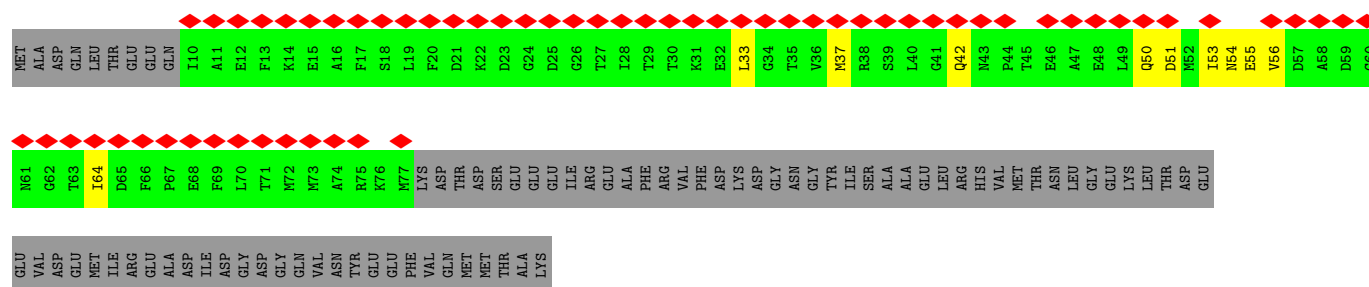 MET ALA ASP GLN LEU THR GLU GLU GLN I10 A11 E12 F13 K14 E15 A16 F17 S18 L19 F20 D21 K22 D23 G24 D25 G26 T27 I28 T29 T30 K31 E32 L33 G34 T35 V36 M37 R38 S39 L40 G41 Q42 N43 P44 T45 E46 A47 E48 L49 Q50 D51 M52 I53 N54 E55 V56 D57 A58 D59 G60
N61 G62 T63 I64 D65 F66 P67 E68 F69 L70 T71 M72 M73 A74 R75 K76 M77 LYS ASP THR ASP SER GLU GLU GLU ILE ARG GLU ALA PHE ARG VAL PHE ASP LYS ASP GLY ASN GLY TYR ILE SER ALA ALA GLU LEU ARG HIS VAL MET THR ASN LEU GLY GLU LYS LEU THR ASP GLU
GLU VAL ASP GLU MET ILE ARG GLU ALA ASP ILE ASP GLY ASP GLY GLN VAL ASN TYR GLU GLU PHE VAL GLN MET MET THR ALA LYS